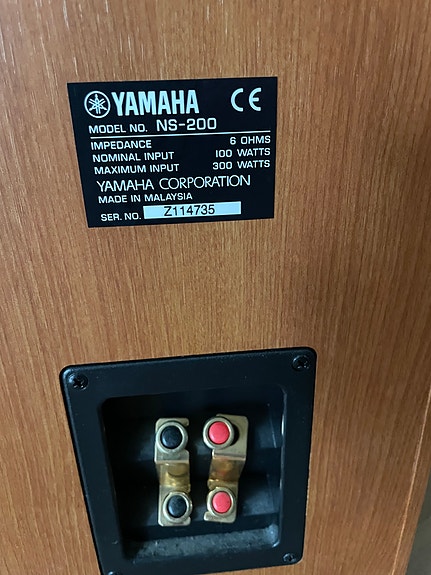 YAMAHA CE
MODEL NO. NS-200
IMPEDANCE 6 OHMS
NOMINAL INPUT 100 WATTS
MAXIMUM INPUT 300 WATTS
YAMAHA CORPORATION
MADE IN MALAYSIA
SER. NO. Z114735